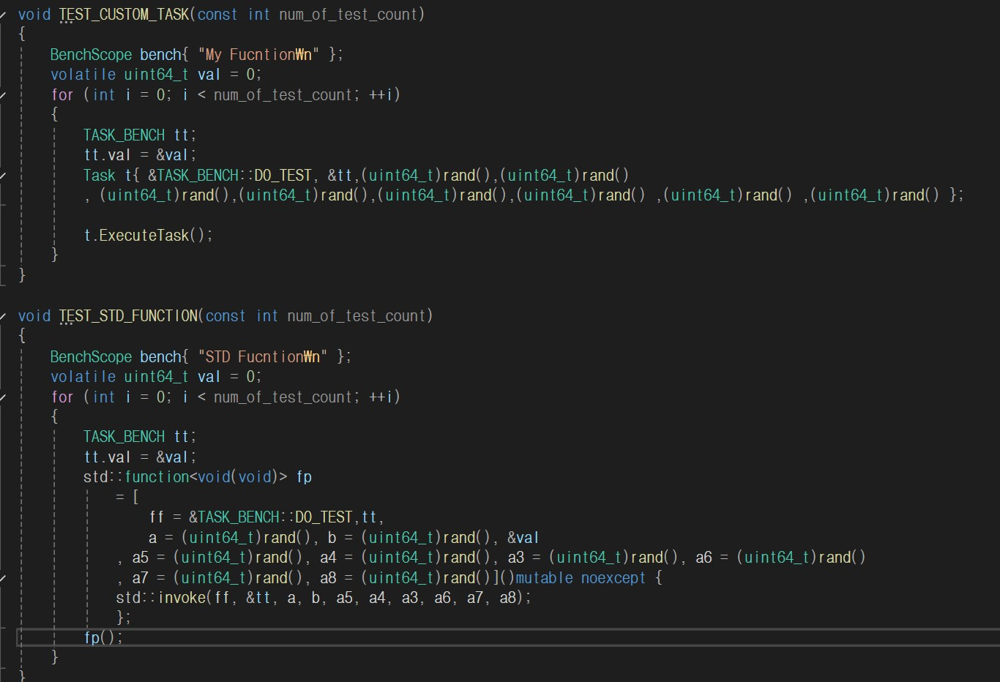 void TEST_CUSTOM_TASK(const int num_of_test_count)
{
BenchScope bench{ "My Fucntion₩n" };
volatile uint64_t val = 0;
for (int i = 0; i < num_of_test_count; ++i)
{
TASK_BENCH tt;
tt.val = &val;
Task t{ &TASK_BENCH::DO_TEST, &tt,(uint64_t)rand(),(uint64_t)rand()
, (uint64_t)rand(),(uint64_t)rand(),(uint64_t)rand(),(uint64_t)rand() ,(uint64_t)rand() ,(uint64_t)rand() };
t.ExecuteTask();
}
}
void TEST_STD_FUNCTION(const int num_of_test_count)
{
BenchScope bench{ "STD Fucntion₩n" };
volatile uint64_t val = 0;
for (int i = 0; i < num_of_test_count; ++i)
{
TASK_BENCH tt;
tt.val = &val;
std::function<void(void)> fp
= [
ff = &TASK_BENCH::DO_TEST,tt,
a = (uint64_t)rand(), b = (uint64_t)rand(), &val
, a5 = (uint64_t)rand(), a4 = (uint64_t)rand(), a3 = (uint64_t)rand(), a6 = (uint64_t)rand()
, a7 = (uint64_t)rand(), a8 = (uint64_t)rand()]()mutable noexcept {
std::invoke(ff, &tt, a, b, a5, a4, a3, a6, a7, a8);
};
fp();
}
}